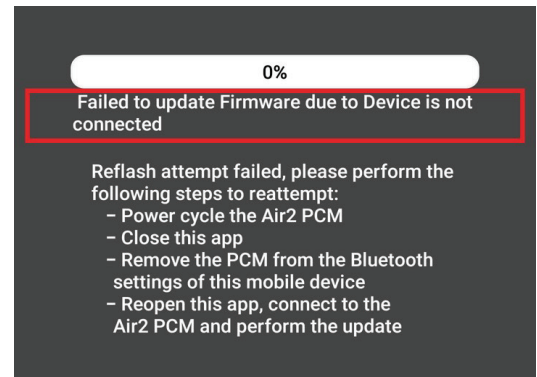 0%
Failed to update Firmware due to Device is not
connected
Reflash attempt failed, please perform the
following steps to reattempt:
– Power cycle the Air2 PCM
– Close this app
– Remove the PCM from the Bluetooth
settings of this mobile device
– Reopen this app, connect to the
Air2 PCM and perform the update